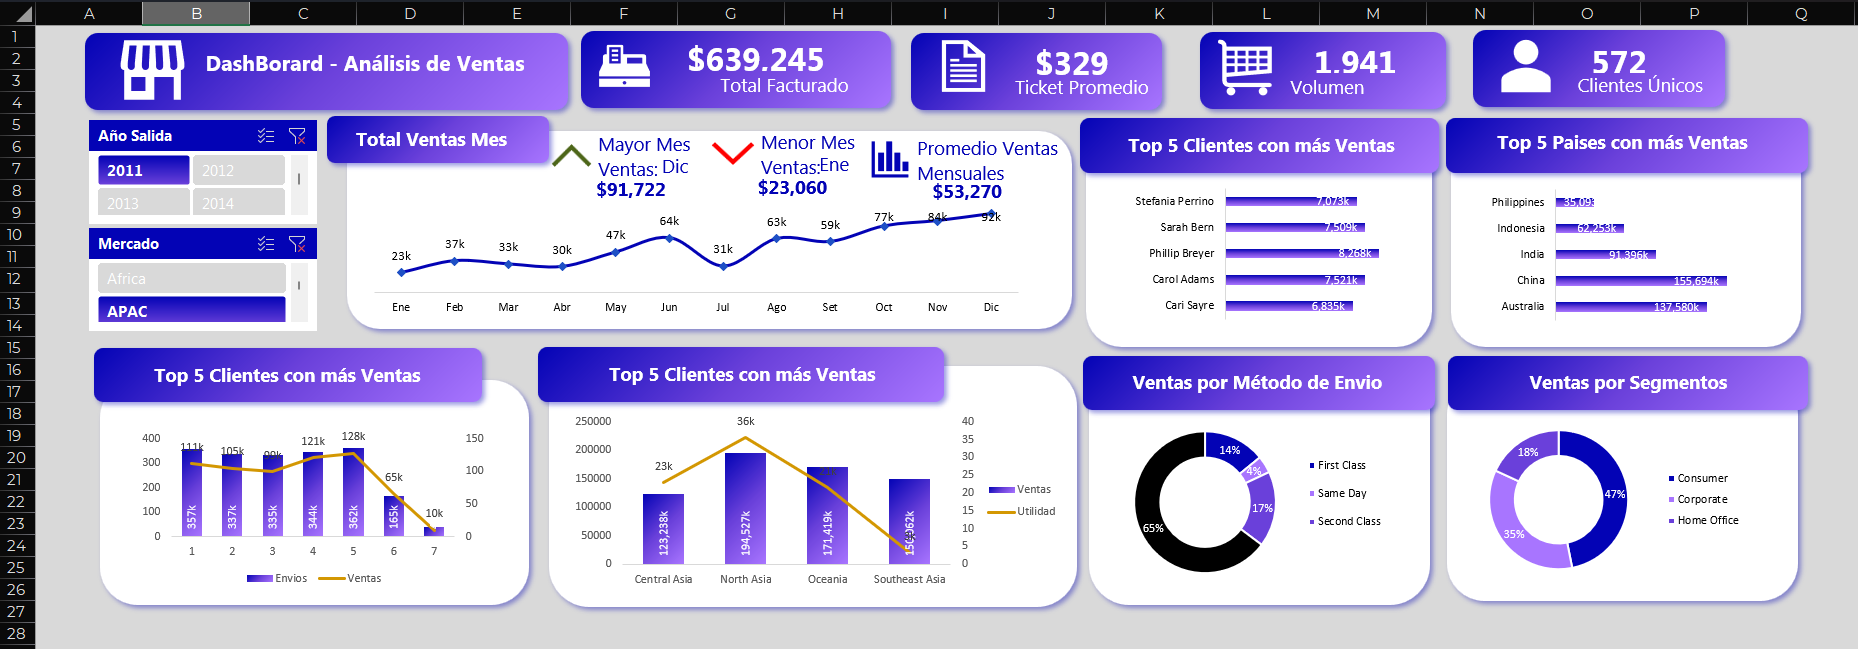 A B C D E F G H I J K L M N O P Q
1
2
3
4
5
6
7
8
9
10
11
12
13
14
15
16
17
18
19
20
21
22
23
24
25
26
27
28
DashBorard - Análisis de Ventas
$639.245
Total Facturado
$329
Ticket Promedio
1.941
Volumen
572
Clientes Únicos
Año Salida
2011 2012
2013 2014
Mercado
Africa
APAC
Total Ventas Mes
Mayor Mes
Ventas: Dic
$91,722
Menor Mes
Ventas: Ene
$23,060
Promedio Ventas
Mensuales
$53,270
23k 37k 33k 30k 47k 64k 31k 63k 59k 77k 84k 92k
Ene Feb Mar Abr May Jun Jul Ago Set Oct Nov Dic
Top 5 Clientes con más Ventas
Stefania Perrino 7,073k
Sarah Bern 7,509k
Phillip Breyer 8,268k
Carol Adams 7,521k
Cari Sayre 6,835k
Top 5 Paises con más Ventas
Philippines
Indonesia 62,253k
India 91,396k
China 155,694k
Australia 137,580k
Top 5 Clientes con más Ventas
400
300
200
100
0
111k 105k 99k 121k 128k 65k 10k
357k 337k 335k 344k 362k 165k
150
100
50
0
1 2 3 4 5 6 7
Envios Ventas
Top 5 Clientes con más Ventas
250000
200000
150000
100000
50000
0
23k 36k
123,238k 194,527k 171,419k
40
35
30
25
20
15
10
5
0
Central Asia North Asia Oceania Southeast Asia
Ventas
Utilidad
Ventas por Método de Envio
14%
4%
17%
65%
First Class
Same Day
Second Class
Ventas por Segmentos
18%
47%
35%
Consumer
Corporate
Home Office